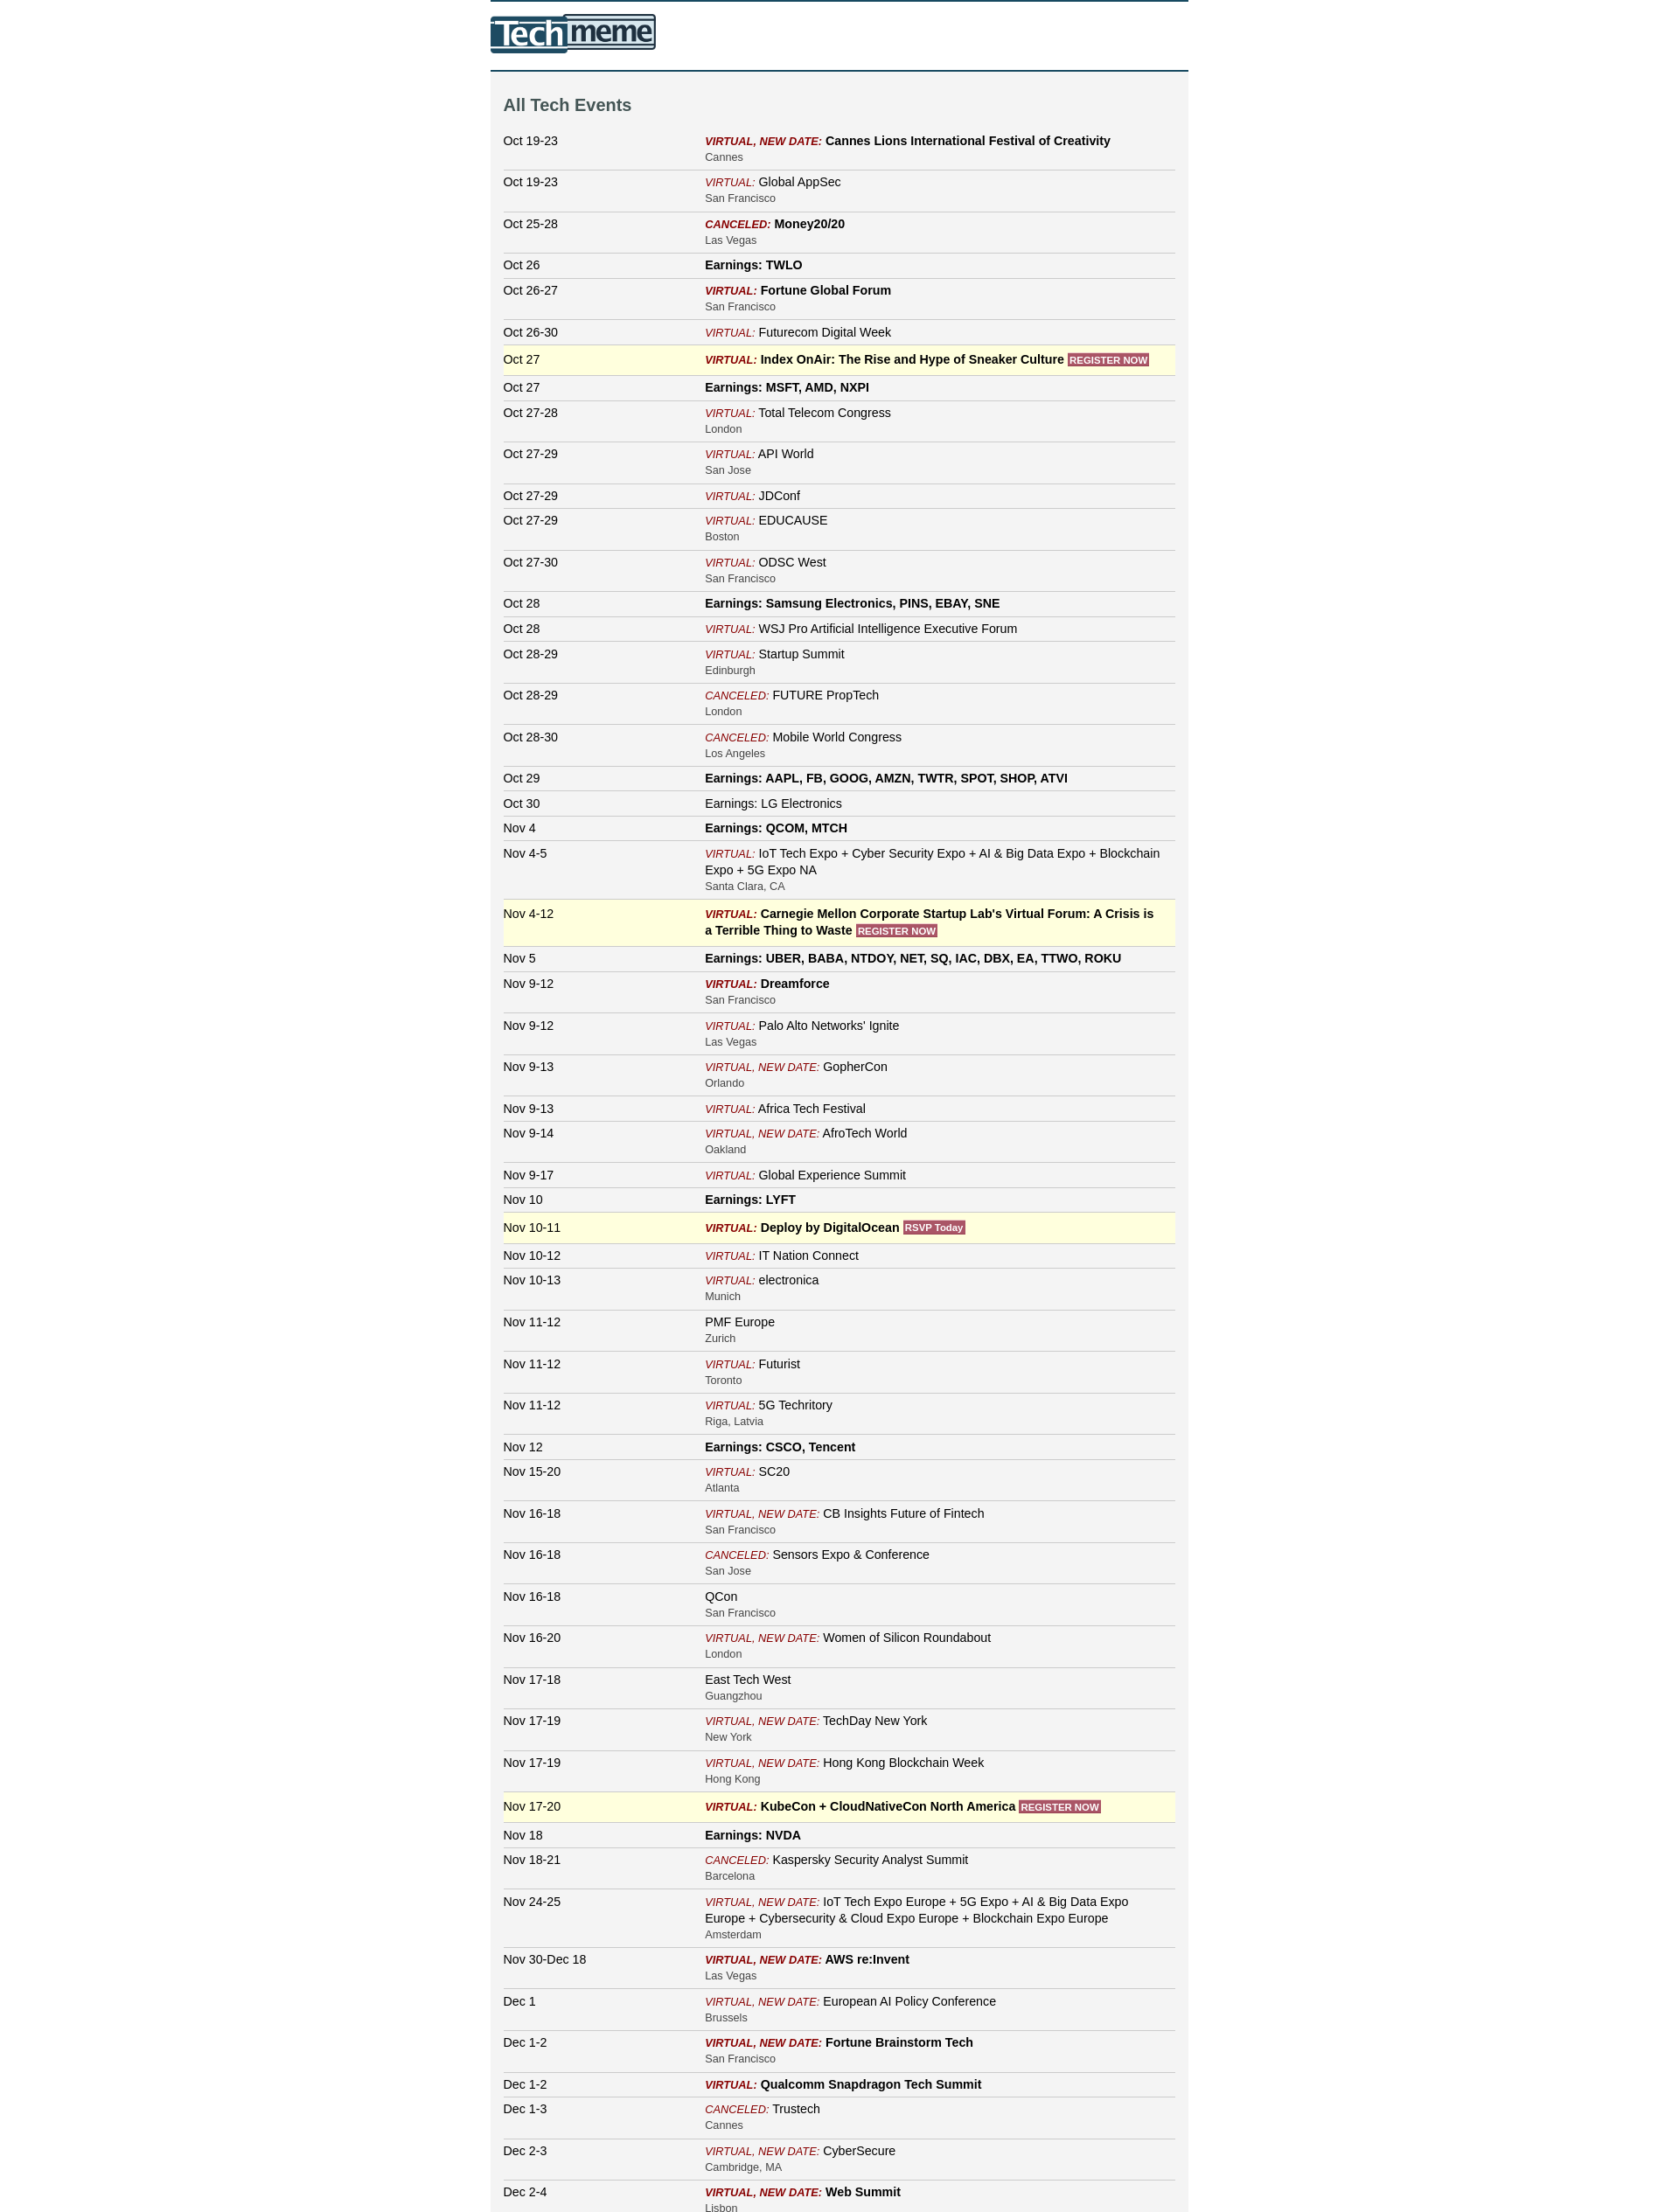 Techmeme
All Tech Events
Oct 19-23 VIRTUAL, NEW DATE: Cannes Lions International Festival of Creativity
Cannes
Oct 19-23 VIRTUAL: Global AppSec
San Francisco
Oct 25-28 CANCELED: Money20/20
Las Vegas
Oct 26 Earnings: TWLO
Oct 26-27 VIRTUAL: Fortune Global Forum
San Francisco
Oct 26-30 VIRTUAL: Futurecom Digital Week
Oct 27 VIRTUAL: Index OnAir: The Rise and Hype of Sneaker Culture REGISTER NOW
Oct 27 Earnings: MSFT, AMD, NXPI
Oct 27-28 VIRTUAL: Total Telecom Congress
London
Oct 27-29 VIRTUAL: API World
San Jose
Oct 27-29 VIRTUAL: JDConf
Oct 27-29 VIRTUAL: EDUCAUSE
Boston
Oct 27-30 VIRTUAL: ODSC West
San Francisco
Oct 28 Earnings: Samsung Electronics, PINS, EBAY, SNE
Oct 28 VIRTUAL: WSJ Pro Artificial Intelligence Executive Forum
Oct 28-29 VIRTUAL: Startup Summit
Edinburgh
Oct 28-29 CANCELED: FUTURE PropTech
London
Oct 28-30 CANCELED: Mobile World Congress
Los Angeles
Oct 29 Earnings: AAPL, FB, GOOG, AMZN, TWTR, SPOT, SHOP, ATVI
Oct 30 Earnings: LG Electronics
Nov 4 Earnings: QCOM, MTCH
Nov 4-5 VIRTUAL: IoT Tech Expo + Cyber Security Expo + AI & Big Data Expo + Blockchain
Expo + 5G Expo NA
Santa Clara, CA
Nov 4-12 VIRTUAL: Carnegie Mellon Corporate Startup Lab's Virtual Forum: A Crisis is
a Terrible Thing to Waste REGISTER NOW
Nov 5 Earnings: UBER, BABA, NTDOY, NET, SQ, IAC, DBX, EA, TTWO, ROKU
Nov 9-12 VIRTUAL: Dreamforce
San Francisco
Nov 9-12 VIRTUAL: Palo Alto Networks' Ignite
Las Vegas
Nov 9-13 VIRTUAL, NEW DATE: GopherCon
Orlando
Nov 9-13 VIRTUAL: Africa Tech Festival
Nov 9-14 VIRTUAL, NEW DATE: AfroTech World
Oakland
Nov 9-17 VIRTUAL: Global Experience Summit
Nov 10 Earnings: LYFT
Nov 10-11 VIRTUAL: Deploy by DigitalOcean RSVP Today
Nov 10-12 VIRTUAL: IT Nation Connect
Nov 10-13 VIRTUAL: electronica
Munich
Nov 11-12 PMF Europe
Zurich
Nov 11-12 VIRTUAL: Futurist
Toronto
Nov 11-12 VIRTUAL: 5G Techritory
Riga, Latvia
Nov 12 Earnings: CSCO, Tencent
Nov 15-20 VIRTUAL: SC20
Atlanta
Nov 16-18 VIRTUAL, NEW DATE: CB Insights Future of Fintech
San Francisco
Nov 16-18 CANCELED: Sensors Expo & Conference
San Jose
Nov 16-18 QCon
San Francisco
Nov 16-20 VIRTUAL, NEW DATE: Women of Silicon Roundabout
London
Nov 17-18 East Tech West
Guangzhou
Nov 17-19 VIRTUAL, NEW DATE: TechDay New York
New York
Nov 17-19 VIRTUAL, NEW DATE: Hong Kong Blockchain Week
Hong Kong
Nov 17-20 VIRTUAL: KubeCon + CloudNativeCon North America REGISTER NOW
Nov 18 Earnings: NVDA
Nov 18-21 CANCELED: Kaspersky Security Analyst Summit
Barcelona
Nov 24-25 VIRTUAL, NEW DATE: IoT Tech Expo Europe + 5G Expo + AI & Big Data Expo
Europe + Cybersecurity & Cloud Expo Europe + Blockchain Expo Europe
Amsterdam
Nov 30-Dec 18 VIRTUAL, NEW DATE: AWS re:Invent
Las Vegas
Dec 1 VIRTUAL, NEW DATE: European AI Policy Conference
Brussels
Dec 1-2 VIRTUAL, NEW DATE: Fortune Brainstorm Tech
San Francisco
Dec 1-2 VIRTUAL: Qualcomm Snapdragon Tech Summit
Dec 1-3 CANCELED: Trustech
Cannes
Dec 2-3 VIRTUAL, NEW DATE: CyberSecure
Cambridge, MA
Dec 2-4 VIRTUAL, NEW DATE: Web Summit
Lisbon